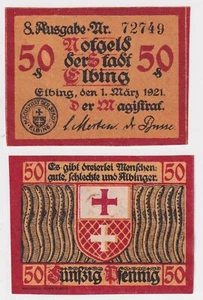 8. Ausgabe-Nr. 72749
50 Notgeld 50
der Stadt
Elbing
Elbing, den 1. März 1921.
Der Magistrat.
50 Es gibt dreierlei Menschen: 50
gute, schlechte und Elbinger.
50 Fünfzig Pfennig 50